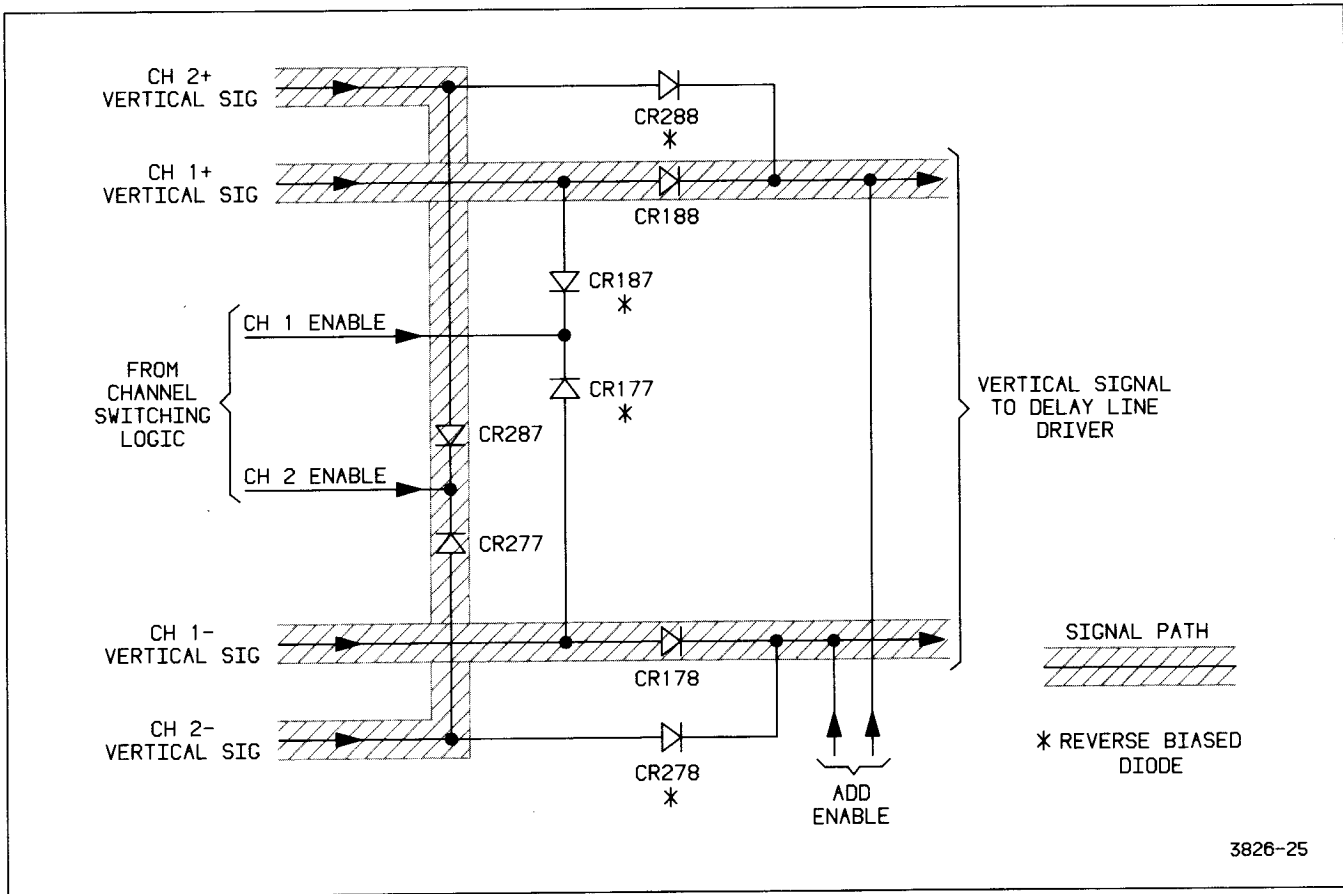 CH 2+
VERTICAL SIG
CR288
*
CH 1+
VERTICAL SIG
CR188
CR187
*
CH 1 ENABLE
FROM
CHANNEL
SWITCHING
LOGIC
CR177
*
VERTICAL SIGNAL
TO DELAY LINE
DRIVER
CR287
CH 2 ENABLE
CR277
CH 1-
VERTICAL SIG
CR178
SIGNAL PATH
CH 2-
VERTICAL SIG
CR278
*
ADD
ENABLE
* REVERSE BIASED
DIODE
3826-25